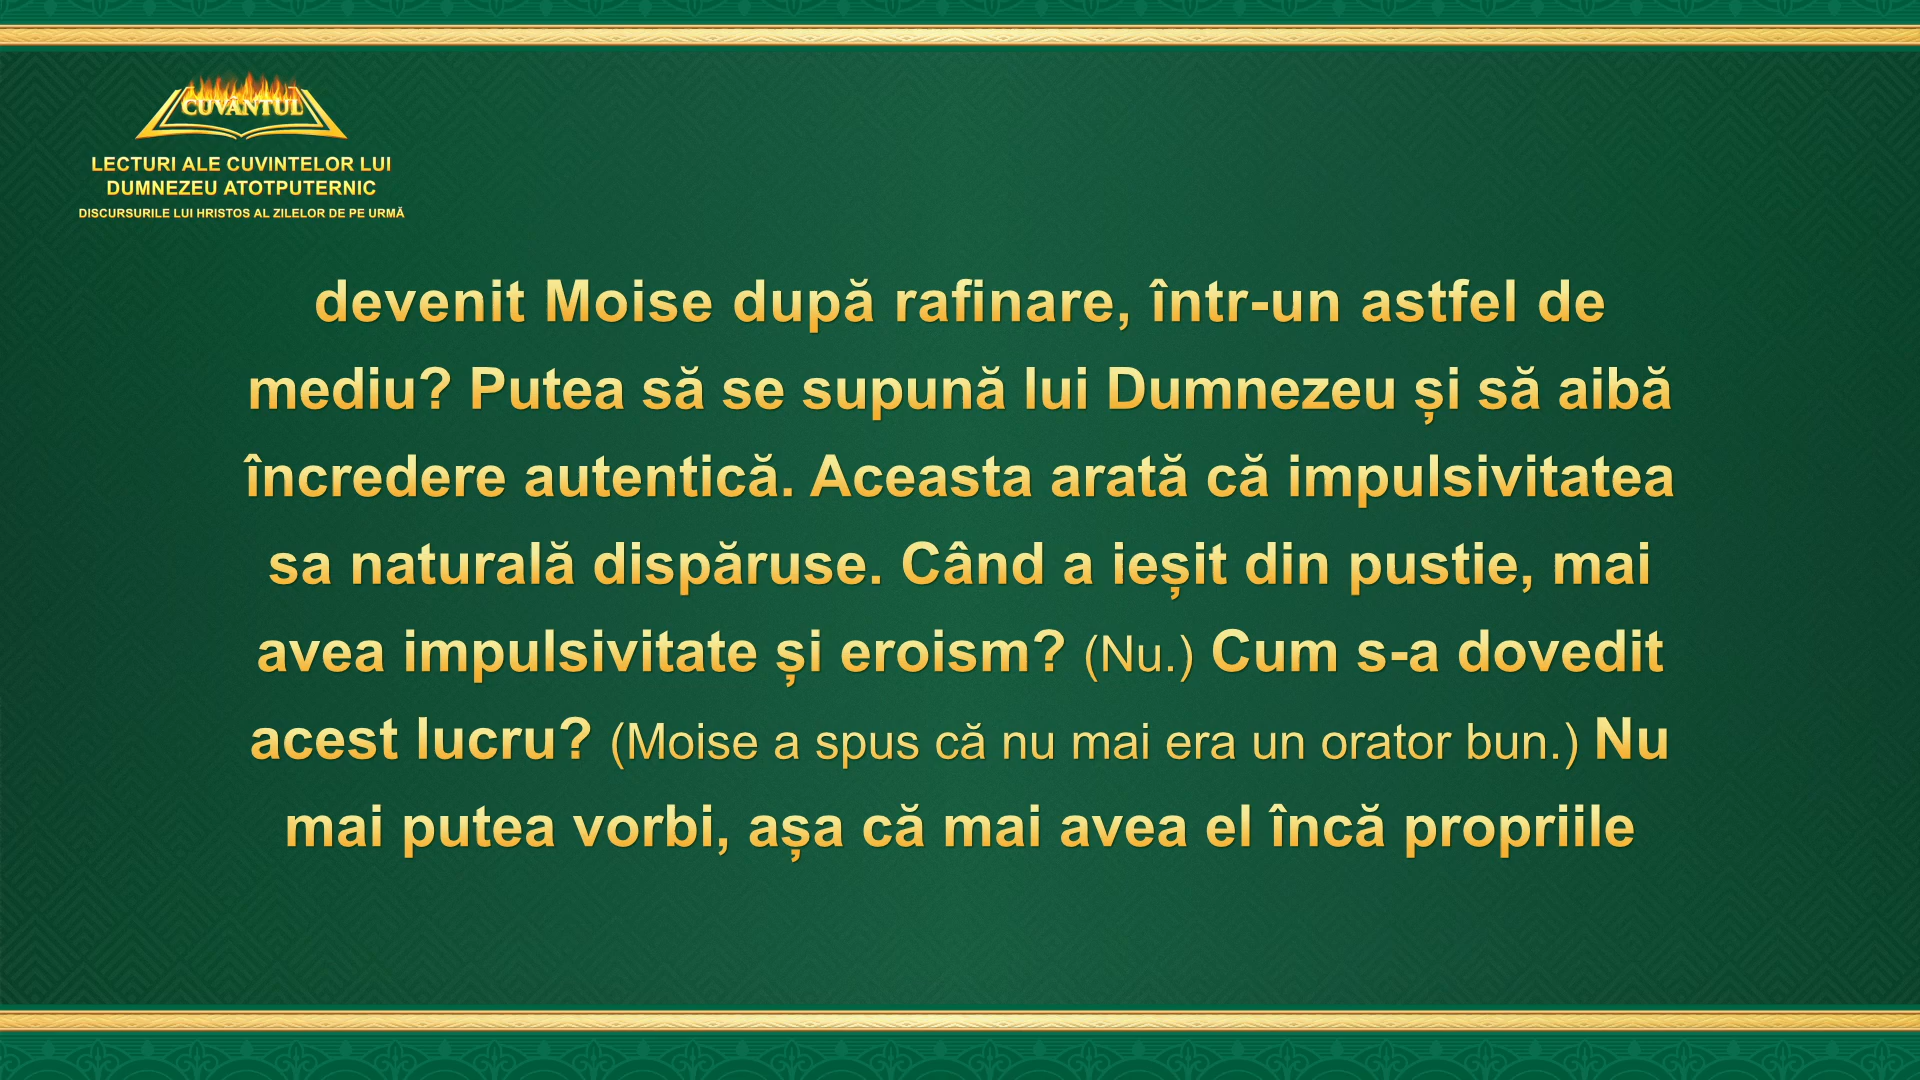 CUVÂNTUL
LECTURI ALE CUVINTELOR LUI
DUMNEZEU ATOTPUTERNIC
DISCURSURILE LUI HRISTOS AL ZILELOR DE PE URMĂ
devenit Moise după rafinare, într-un astfel de
mediu? Putea să se supună lui Dumnezeu și să aibă
încredere autentică. Aceasta arată că impulsivitatea
sa naturală dispăruse. Când a ieșit din pustie, mai
avea impulsivitate și eroism? (Nu.) Cum s-a dovedit
acest lucru? (Moise a spus că nu mai era un orator bun.) Nu
mai putea vorbi, așa că mai avea el încă propriile